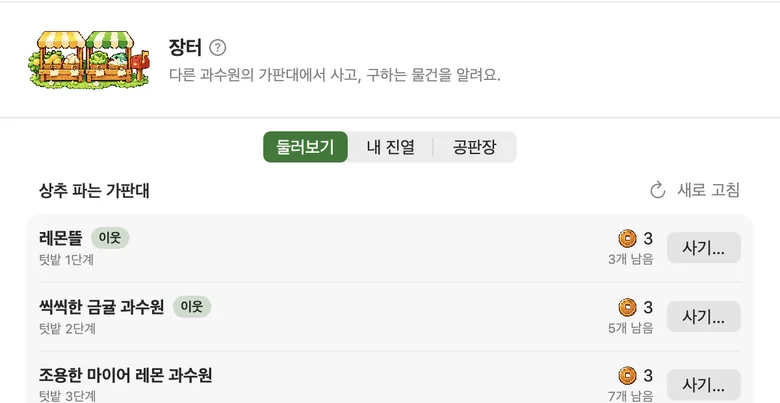 장터 ?
다른 과수원의 가판대에서 사고, 구하는 물건을 알려요.
둘러보기 내 진열 공판장
상추 파는 가판대 새로 고침
레몬뜰 이웃 3
텃밭 1단계 3개 남음 사기...
씩씩한 금귤 과수원 이웃 3
텃밭 2단계 5개 남음 사기...
조용한 마이어 레몬 과수원 3
텃밭 3단계 7개 남음 사기...